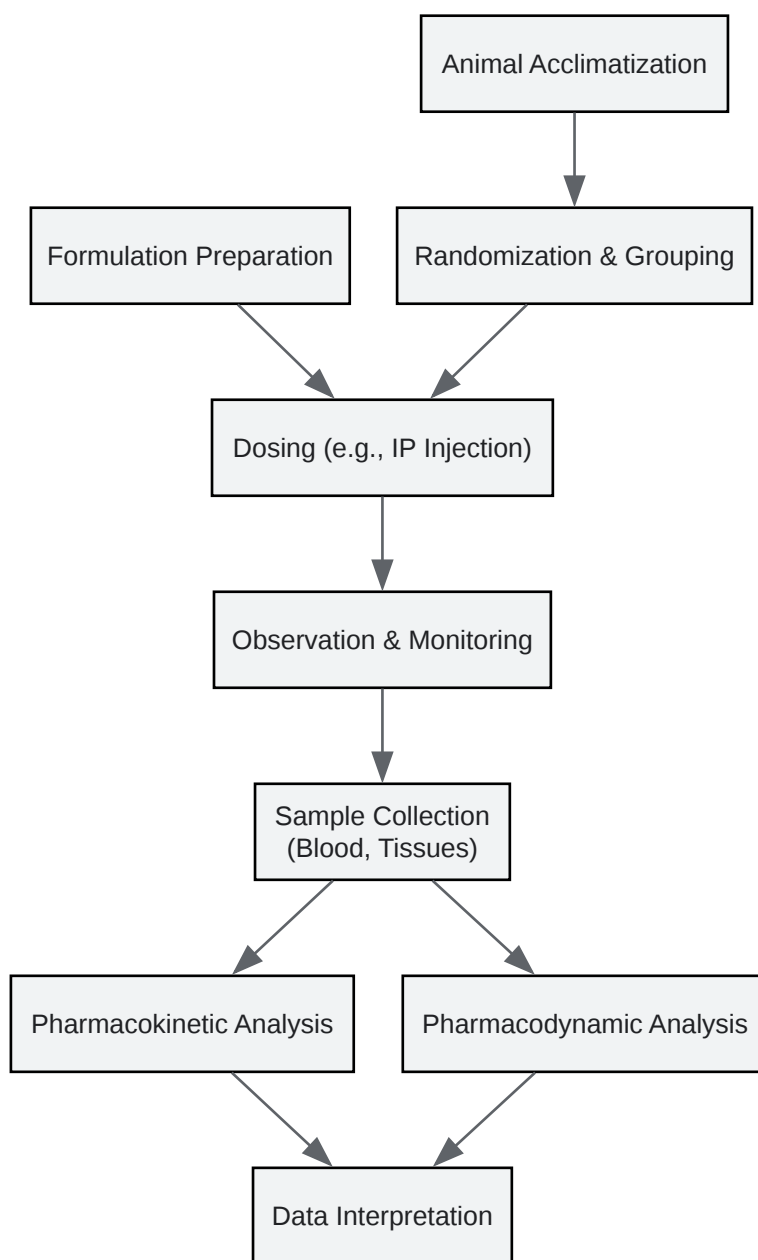 Animal Acclimatization
Formulation Preparation
Randomization & Grouping
Dosing (e.g., IP Injection)
Observation & Monitoring
Sample Collection
(Blood, Tissues)
Pharmacokinetic Analysis
Pharmacodynamic Analysis
Data Interpretation